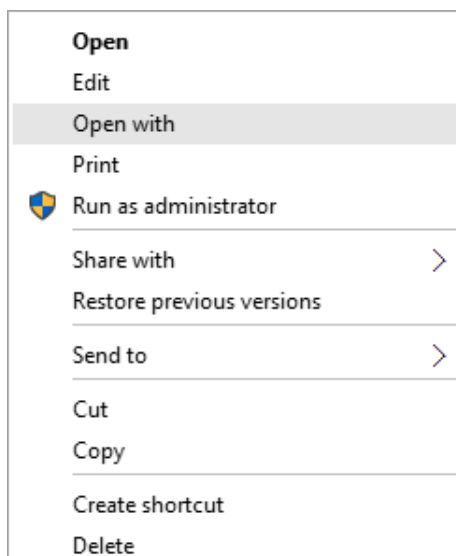 Open
Edit
Open with
Print
Run as administrator
Share with
Restore previous versions
Send to
Cut
Copy
Create shortcut
Delete